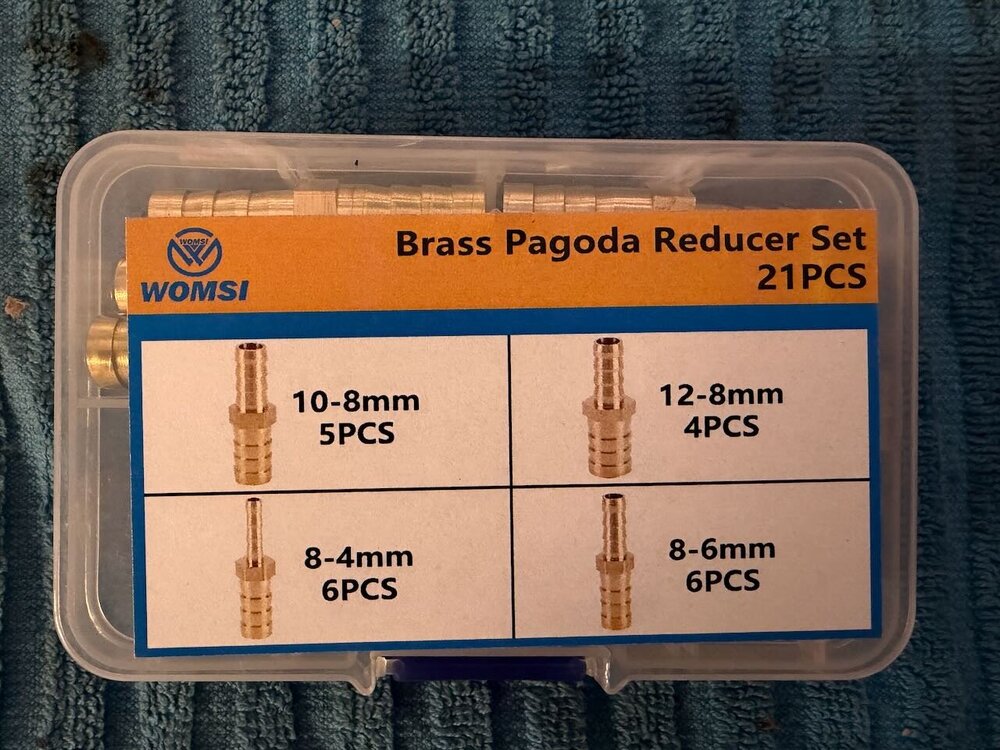 Brass Pagoda Reducer Set
21PCS
WOMSI
WOMSI
10-8mm
5PCS
12-8mm
4PCS
8-4mm
6PCS
8-6mm
6PCS